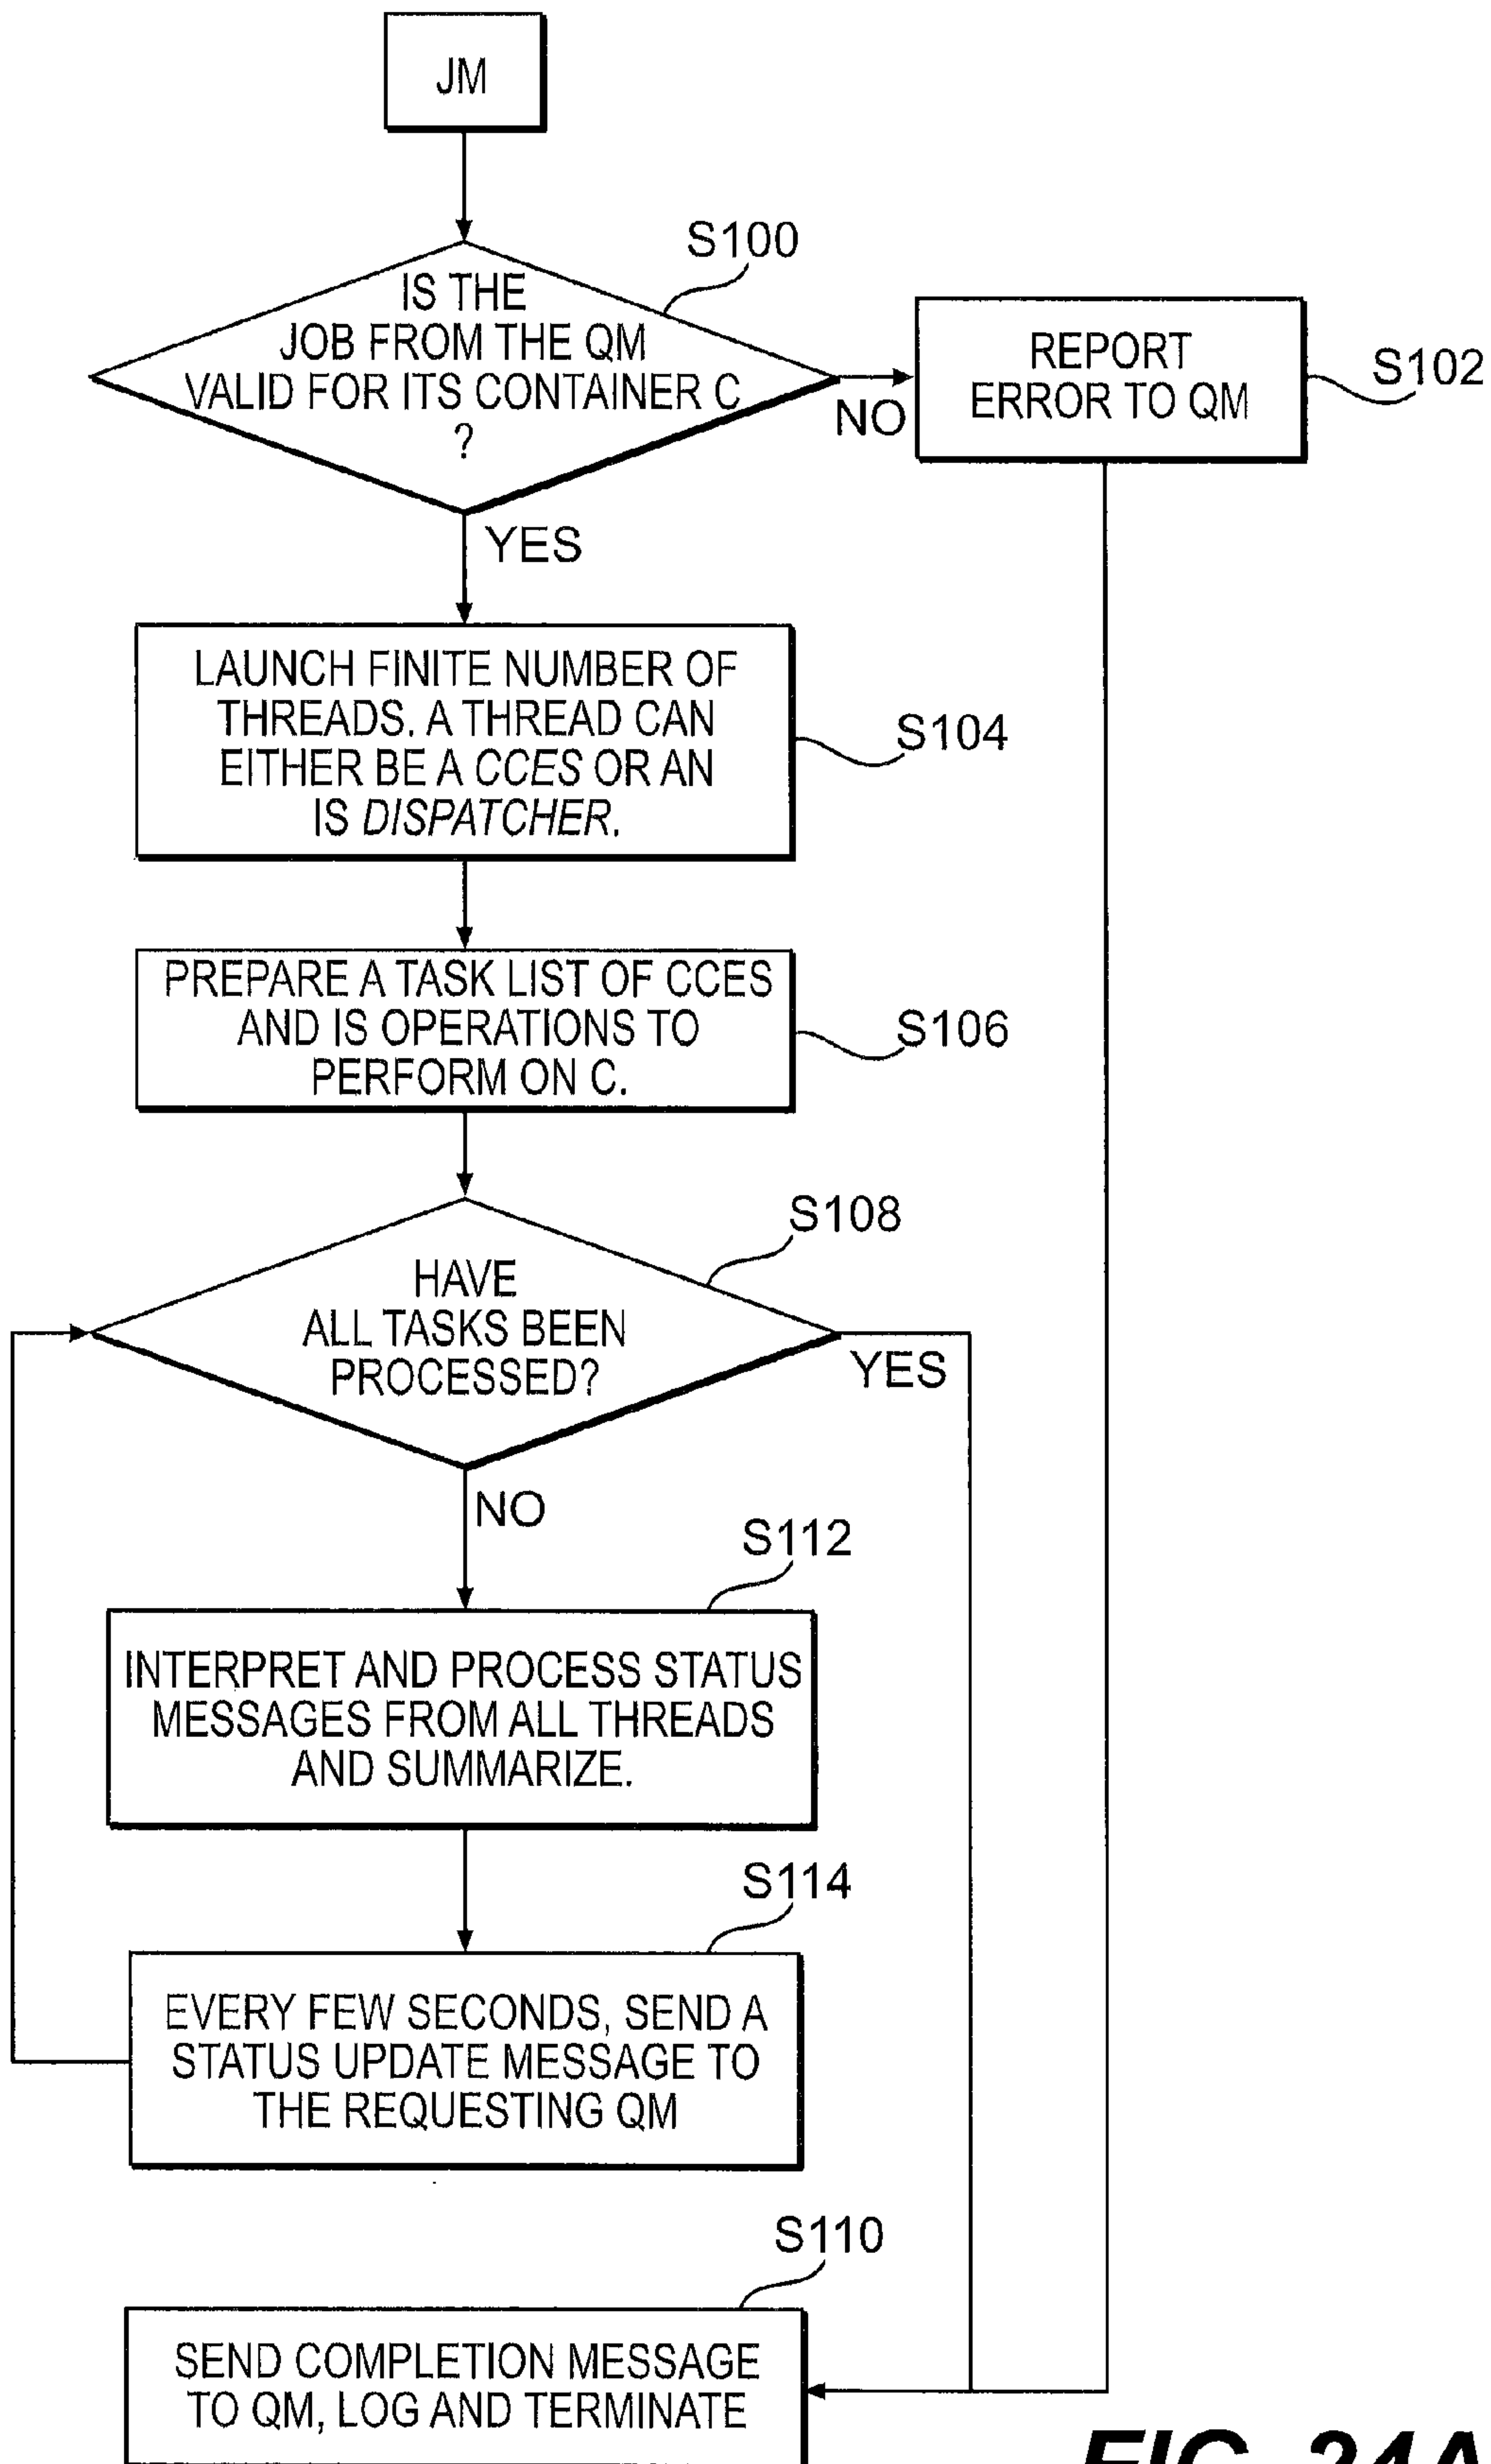 JM
S100
IS THE
JOB FROM THE QM
VALID FOR ITS CONTAINER C
?
NO
REPORT
ERROR TO QM
S102
YES
LAUNCH FINITE NUMBER OF
THREADS. A THREAD CAN
EITHER BE A CCES OR AN
IS DISPATCHER.
S104
PREPARE A TASK LIST OF CCES
AND IS OPERATIONS TO
PERFORM ON C.
S106
S108
HAVE
ALL TASKS BEEN
PROCESSED?
YES
NO
S112
INTERPRET AND PROCESS STATUS
MESSAGES FROM ALL THREADS
AND SUMMARIZE.
S114
EVERY FEW SECONDS, SEND A
STATUS UPDATE MESSAGE TO
THE REQUESTING QM
S110
SEND COMPLETION MESSAGE
TO QM, LOG AND TERMINATE
FIG. 24A